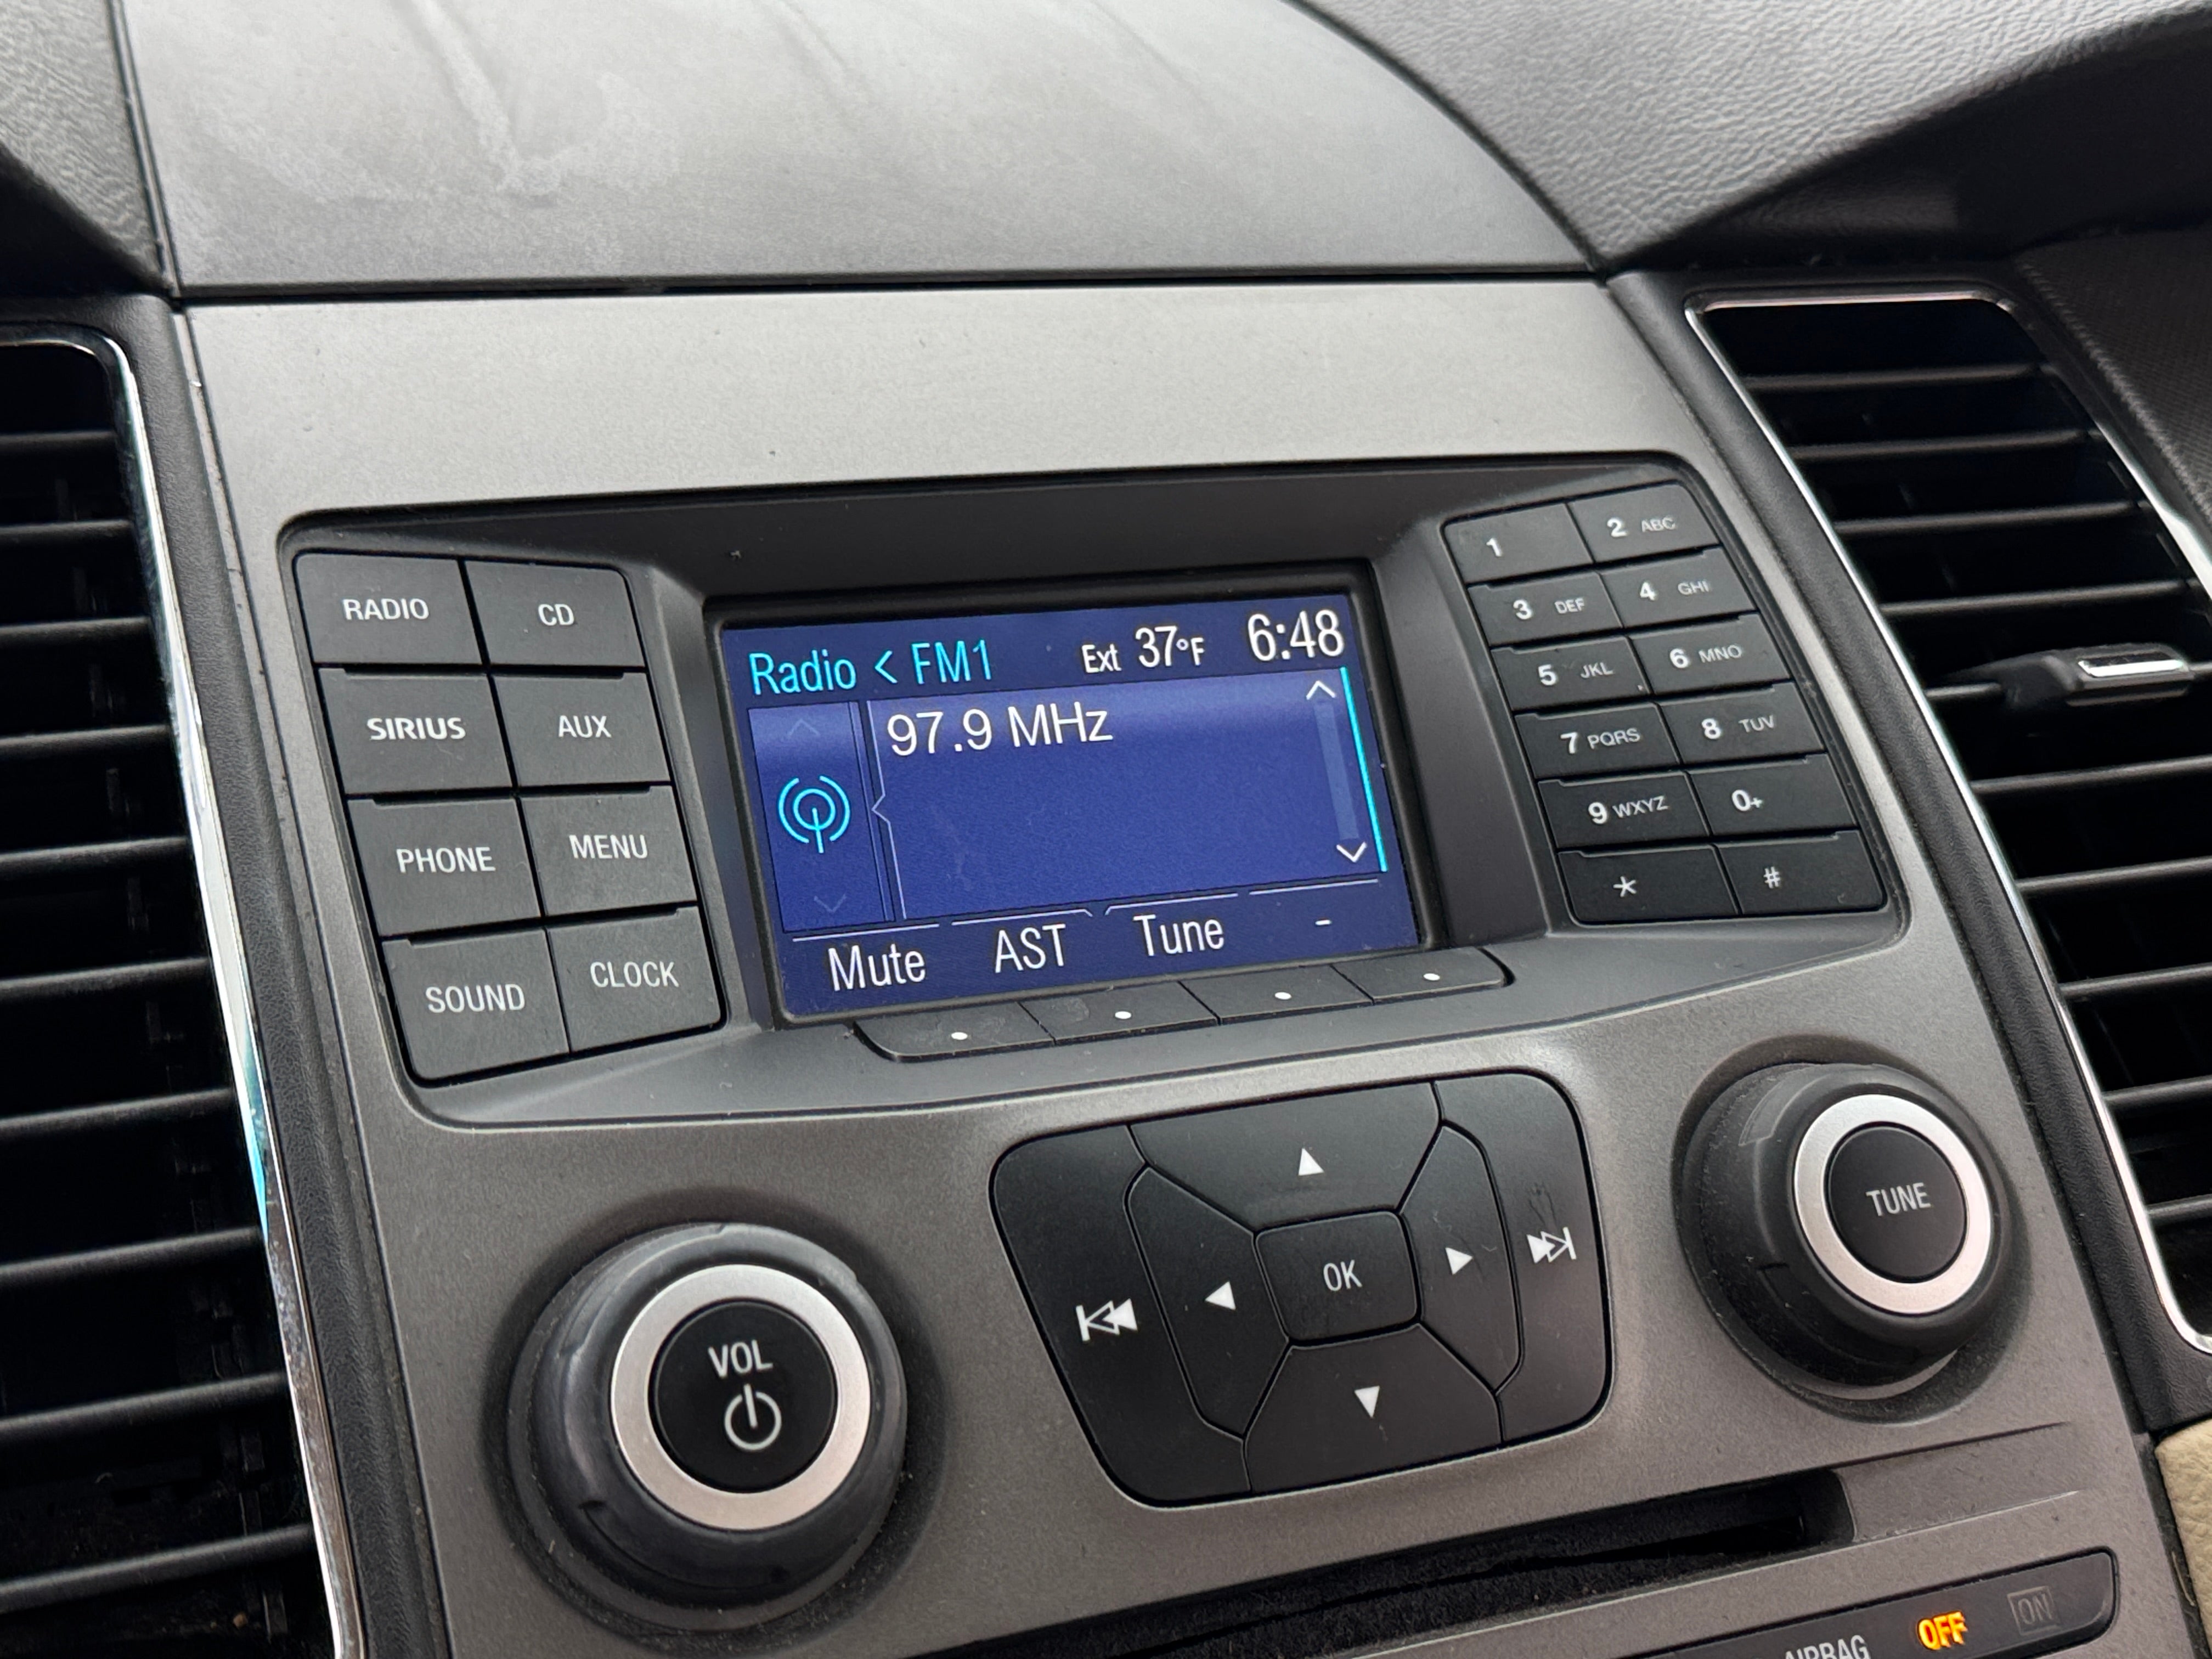 Radio < FM1 Ext 37°F 6:48
97.9 MHz
Mute AST Tune -
RADIO CD
SIRIUS AUX
PHONE MENU
SOUND CLOCK
1 2 ABC
3 DEF 4 GHI
5 JKL 6 MNO
7 PQRS 8 TUV
9 WXYZ 0+
* #
VOL
OK
TUNE
AIRBAG OFF ON